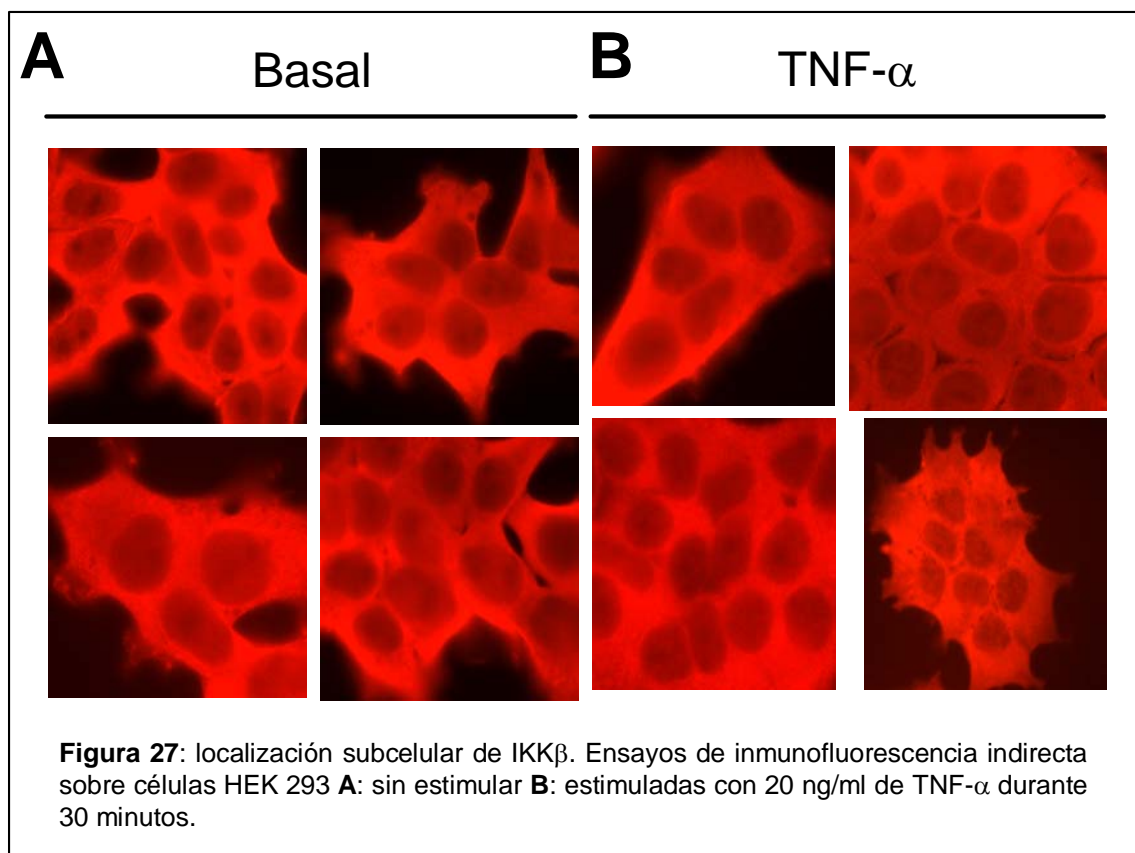 A
Basal
B
TNF-α
Figura 27: localización subcelular de IKKβ. Ensayos de inmunofluorescencia indirecta
sobre células HEK 293 A: sin estimular B: estimuladas con 20 ng/ml de TNF-α durante
30 minutos.